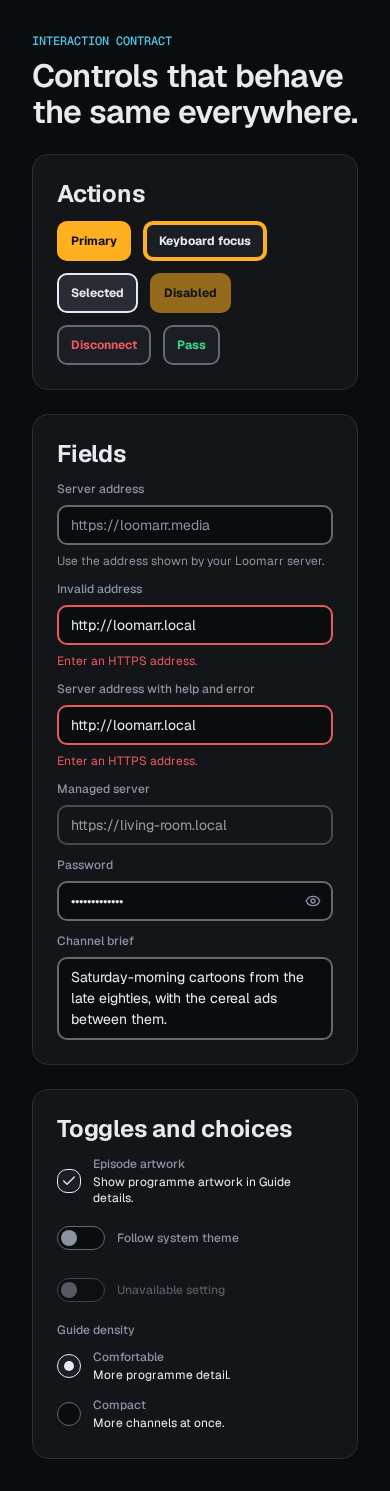 INTERACTION CONTRACT
Controls that behave
the same everywhere.
Actions
Primary
Keyboard focus
Selected
Disabled
Disconnect
Pass
Fields
Server address
https://loomarr.media
Use the address shown by your Loomarr server.
Invalid address
http://loomarr.local
Enter an HTTPS address.
Server address with help and error
http://loomarr.local
Enter an HTTPS address.
Managed server
https://living-room.local
Password
•••••••••••••
Channel brief
Saturday-morning cartoons from the
late eighties, with the cereal ads
between them.
Toggles and choices
Episode artwork
Show programme artwork in Guide
details.
Follow system theme
Unavailable setting
Guide density
Comfortable
More programme detail.
Compact
More channels at once.